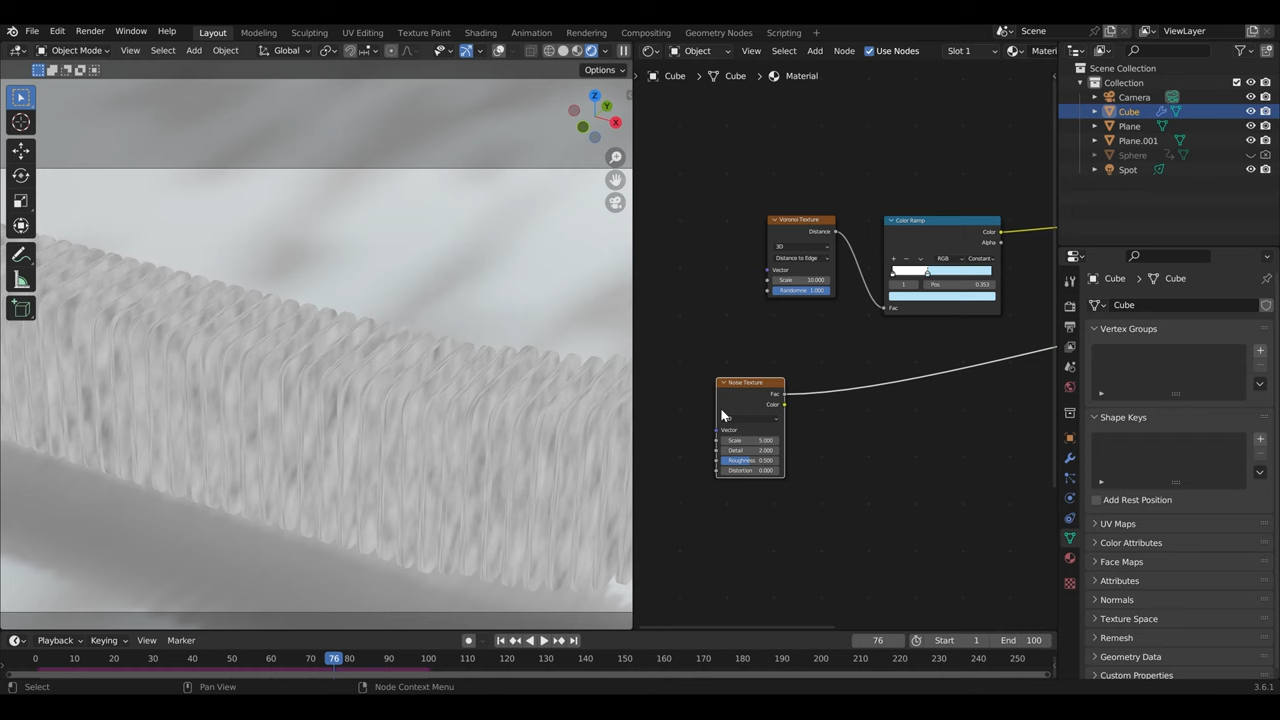 File Edit Render Window Help Layout Modeling Sculpting UV Editing Texture Paint Shading Animation Rendering Compositing Geometry Nodes Scripting Scene ViewLayer
Object Mode View Select Add Object Global Object View Select Add Node Use Nodes Slot 1 Materi
Options
Cube Cube Material
Scene Collection
Collection
Camera
Cube
Plane
Plane.001
Sphere
Spot
Z
Y
X
Voronoi Texture
Distance
3D
Distance to Edge
Vector
Scale 10.000
Randomne 1.000
Color Ramp
Color
Alpha
RGB Constant
1 Pos 0.353
Fac
Noise Texture
Fac
Color
Vector
Scale 5.000
Detail 2.000
Roughness 0.500
Distortion 0.000
Cube Cube
Cube
Vertex Groups
Shape Keys
Add Rest Position
UV Maps
Color Attributes
Face Maps
Attributes
Normals
Texture Space
Remesh
Geometry Data
Custom Properties
Playback Keying View Marker 76 Start 1 End 100
0 10 20 30 40 50 60 70 76 80 90 100 110 120 130 140 150 160 170 180 190 200 210 220 230 240 250
Select Pan View Node Context Menu 3.6.1